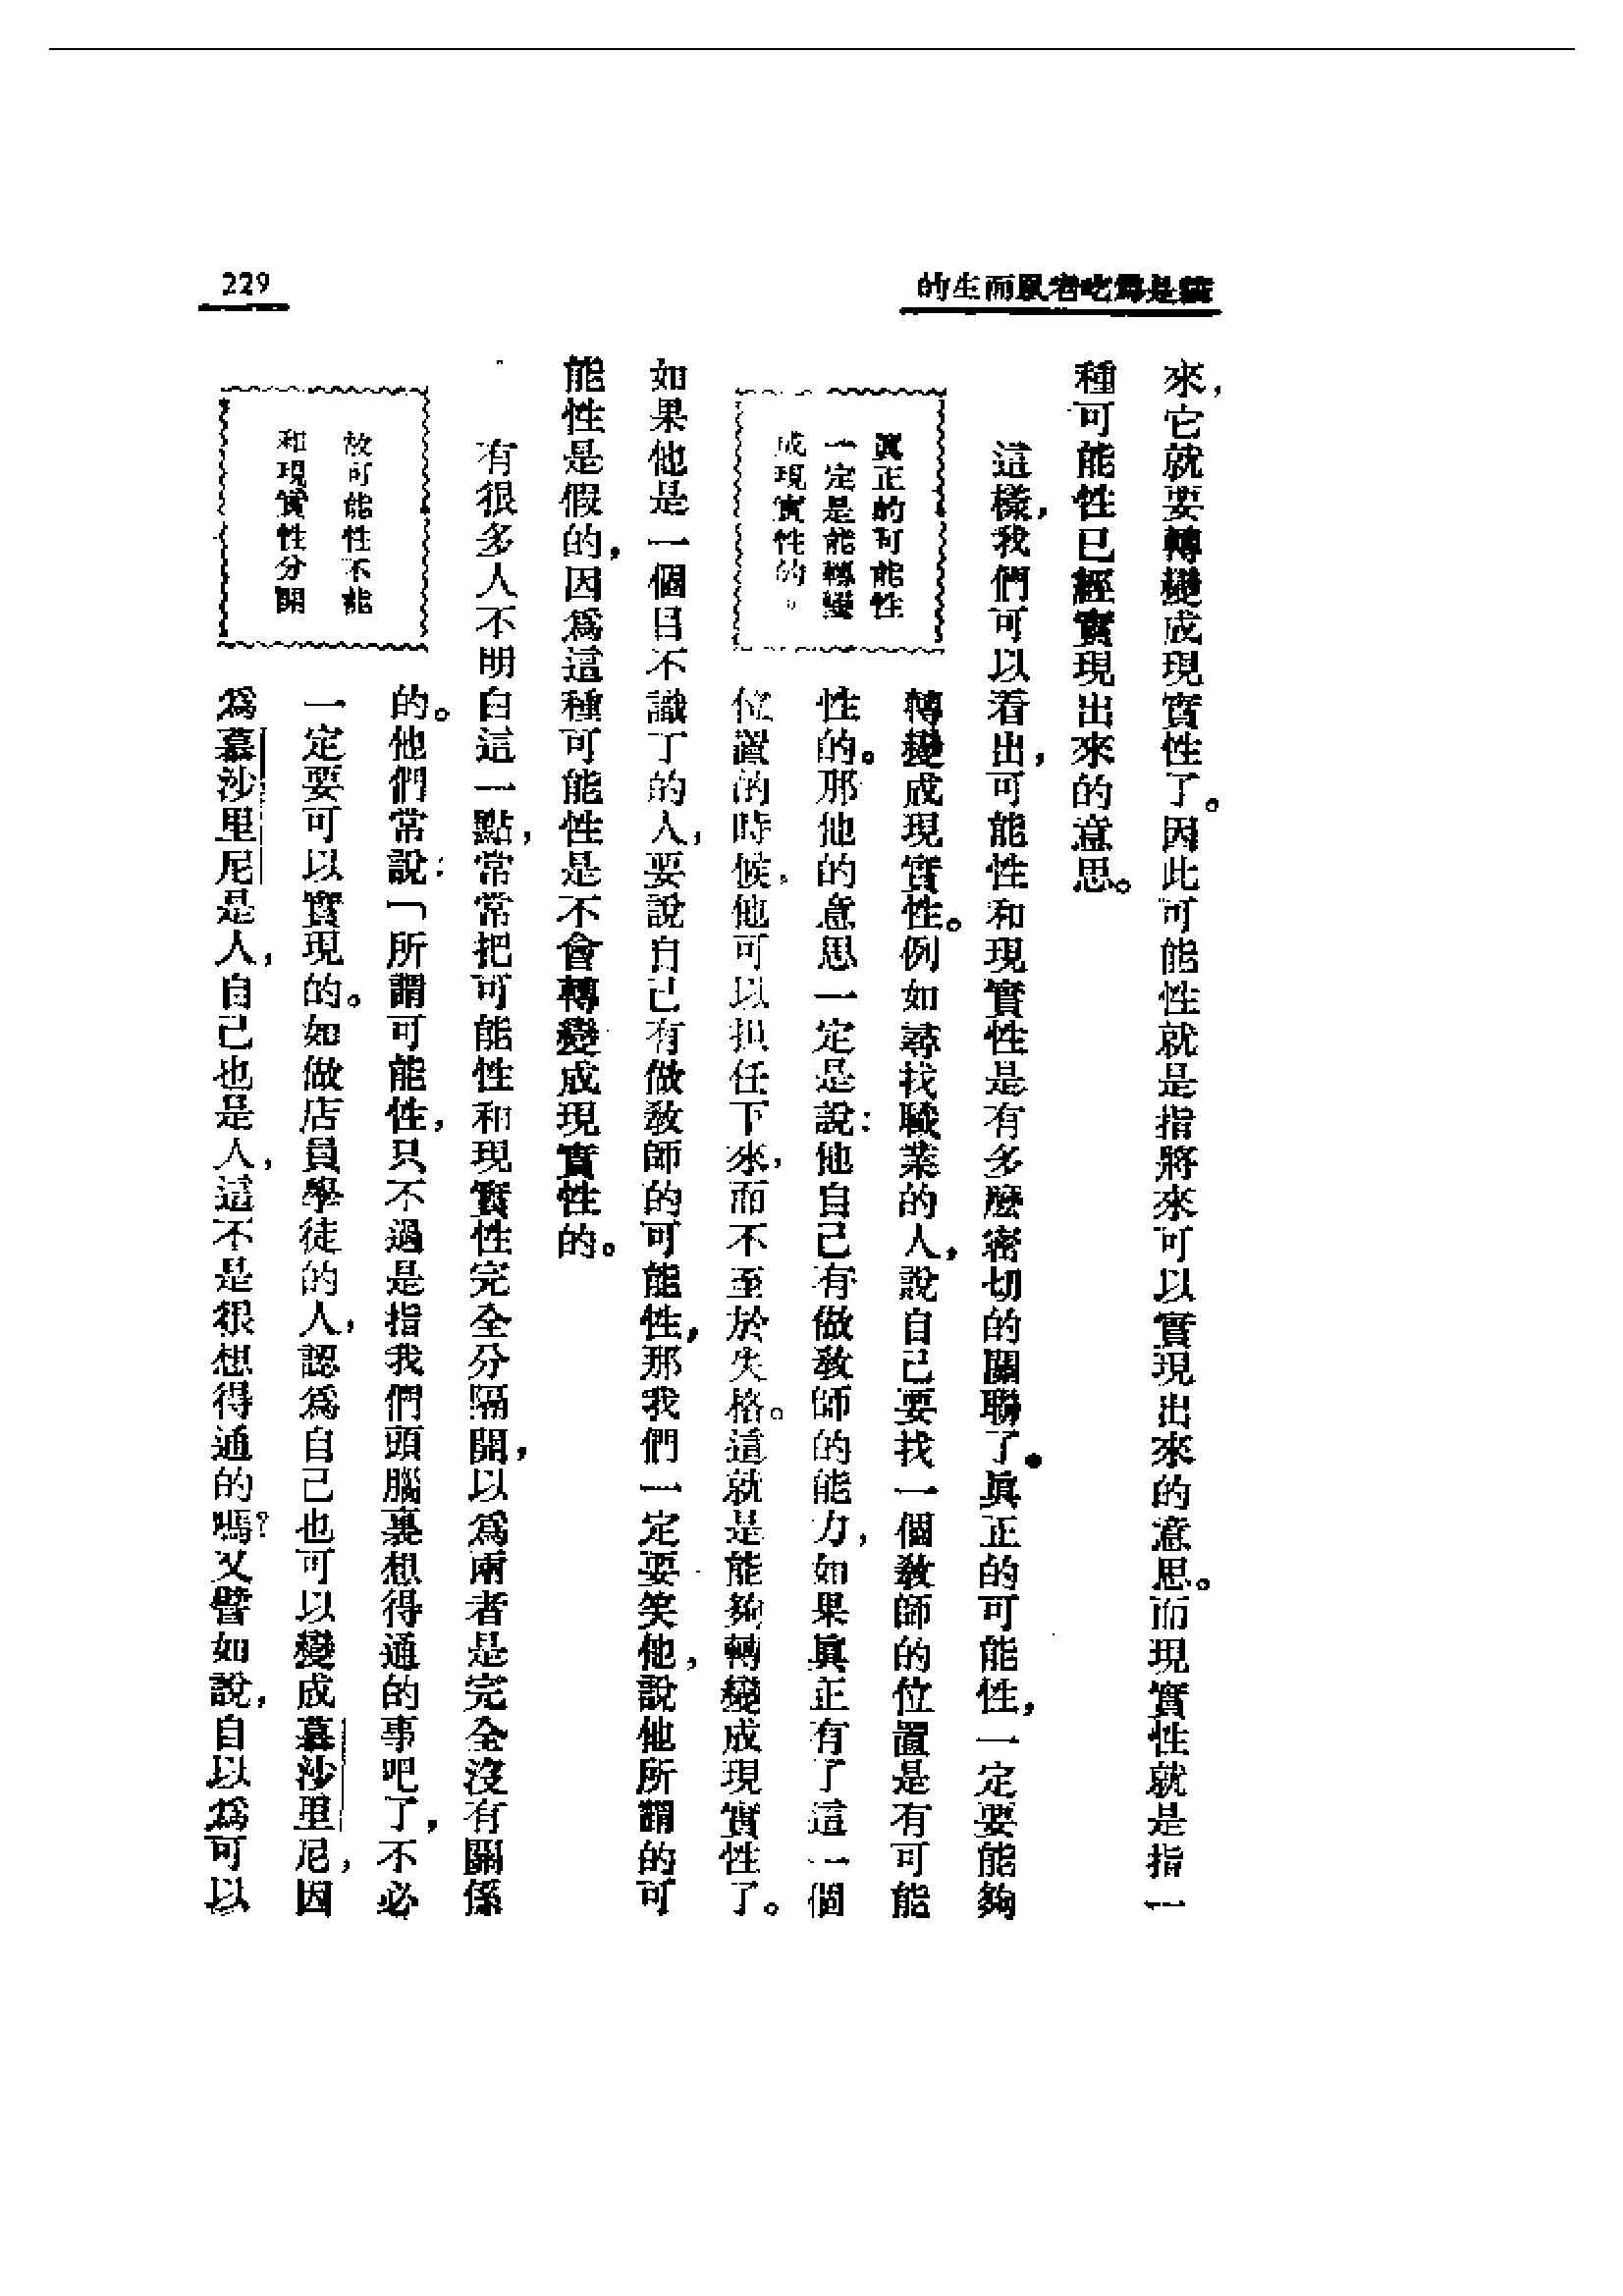 貓是為吃老鼠而生的
229
來，它就要轉變成現實性了。因此可能性就是指將來可以實現出來的意思。而現實性就是指一
種可能性已經實現出來的意思。
這樣，我們可以看出，可能性和現實性是有多麼密切的關聯了。眞正的可能性，一定要能夠
眞正的可能性
一定是能轉變
成現實性的。
轉變成現實性。例如尋找職業的人，說自己要找一個敎師的位置是有可能
性的。那他的意思一定是說：他自己有做敎師的能力，如果眞正有了這一個
位置的時候，他可以担任下來，而不至於失格。這就是能夠轉變成現實性了。
如果他是一個目不識丁的人，要說自己有做敎師的可能性，那我們一定要笑他，說他所謂的可
能性是假的，因為這種可能性是不會轉變成現實性的。
有很多人不明白這一點，常常把可能性和現實性完全分隔開，以為兩者是完全沒有關係
故可能性不能
和現實性分開
的。他們常說：「所謂可能性，只不過是指我們頭腦裏想得通的事吧了，不必
一定要可以實現的。如做店員學徒的人，認為自己也可以變成慕沙里尼，因
為慕沙里尼是人，自己也是人，這不是很想得通的嗎？又譬如說，自以為可以